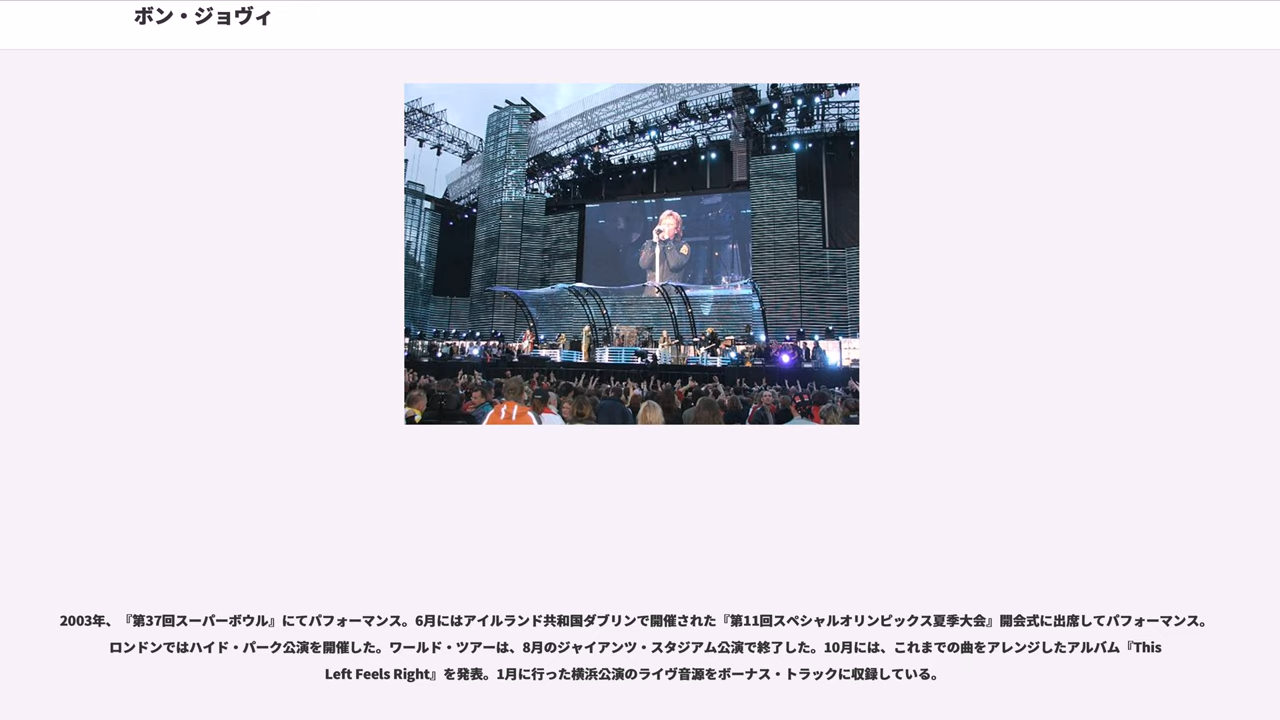 ボン・ジョヴィ
2003年、『第37回スーパーボウル』にてパフォーマンス。6月にはアイルランド共和国ダブリンで開催された『第11回スペシャルオリンピックス夏季大会』開会式に出席してパフォーマンス。
ロンドンではハイド・パーク公演を開催した。ワールド・ツアーは、8月のジャイアンツ・スタジアム公演で終了した。10月には、これまでの曲をアレンジしたアルバム『This
Left Feels Right』を発表。1月に行った横浜公演のライヴ音源をボーナス・トラックに収録している。